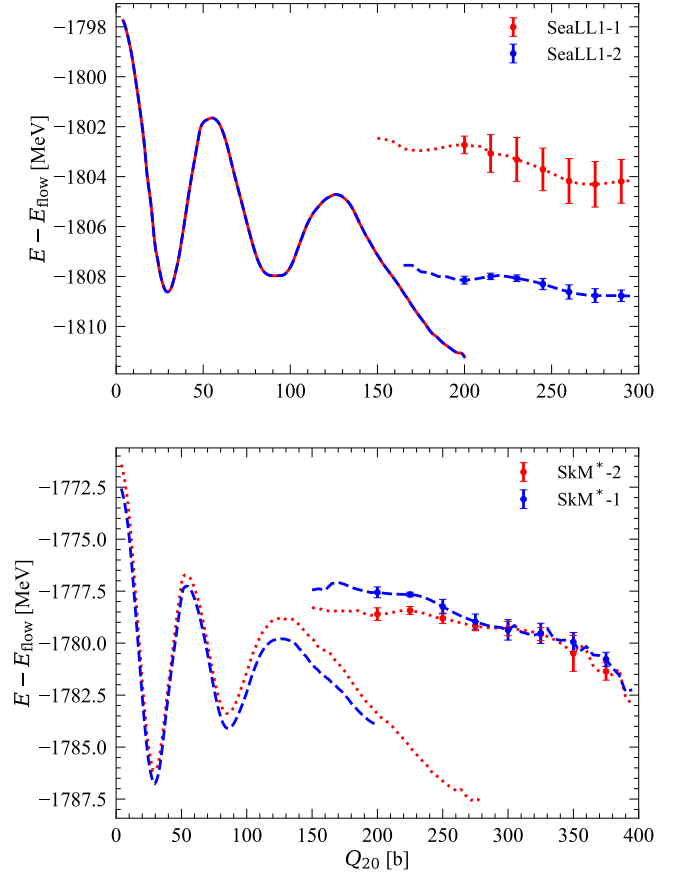 SeaLL1-1
SeaLL1-2
E − E_flow [MeV]
−1798
−1800
−1802
−1804
−1806
−1808
−1810
0 50 100 150 200 250 300
SkM*-2
SkM*-1
E − E_flow [MeV]
−1772.5
−1775.0
−1777.5
−1780.0
−1782.5
−1785.0
−1787.5
0 50 100 150 200 250 300 350 400
Q_20 [b]